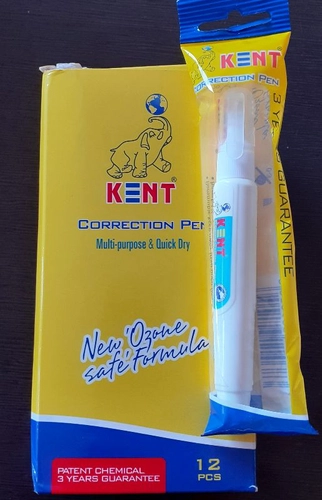 KENT®
CORRECTION PEN
Multi-purpose & Quick Dry
New 'Ozone
safe' Formula
PATENT CHEMICAL
3 YEARS GUARANTEE
12
PCS
KENT
CORRECTION PEN
3 YEARS GUARANTEE
KENT